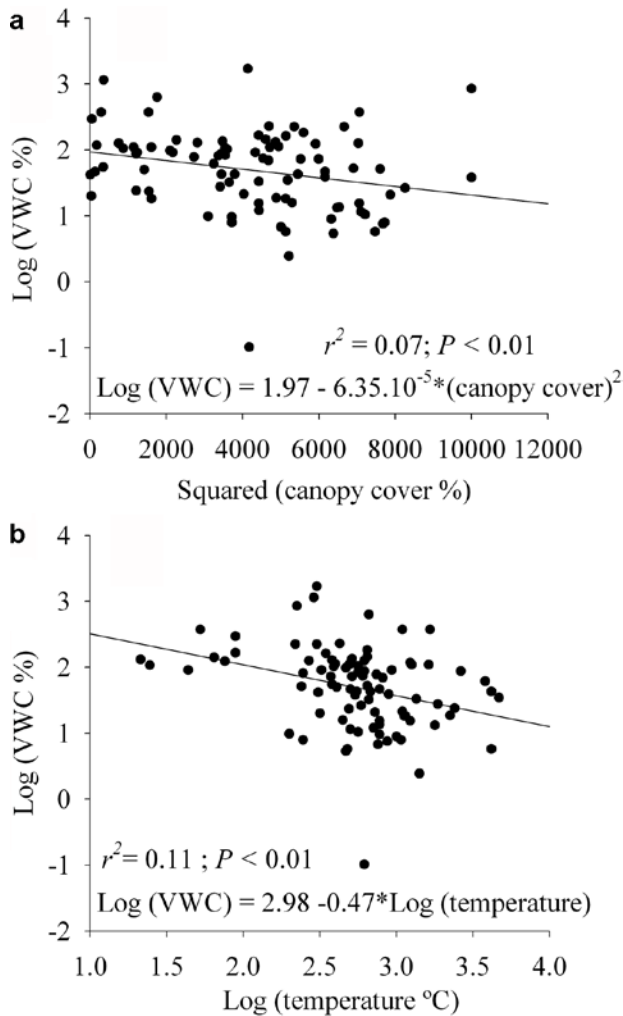 a
4
3
2
1
0
-1
-2
Log (VWC %)
r² = 0.07; P < 0.01
Log (VWC) = 1.97 - 6.35.10⁻⁵*(canopy cover)²
0 2000 4000 6000 8000 10000 12000
Squared (canopy cover %)
b
4
3
2
1
0
-1
-2
Log (VWC %)
r²= 0.11 ; P < 0.01
Log (VWC) = 2.98 -0.47*Log (temperature)
1.0 1.5 2.0 2.5 3.0 3.5 4.0
Log (temperature ºC)